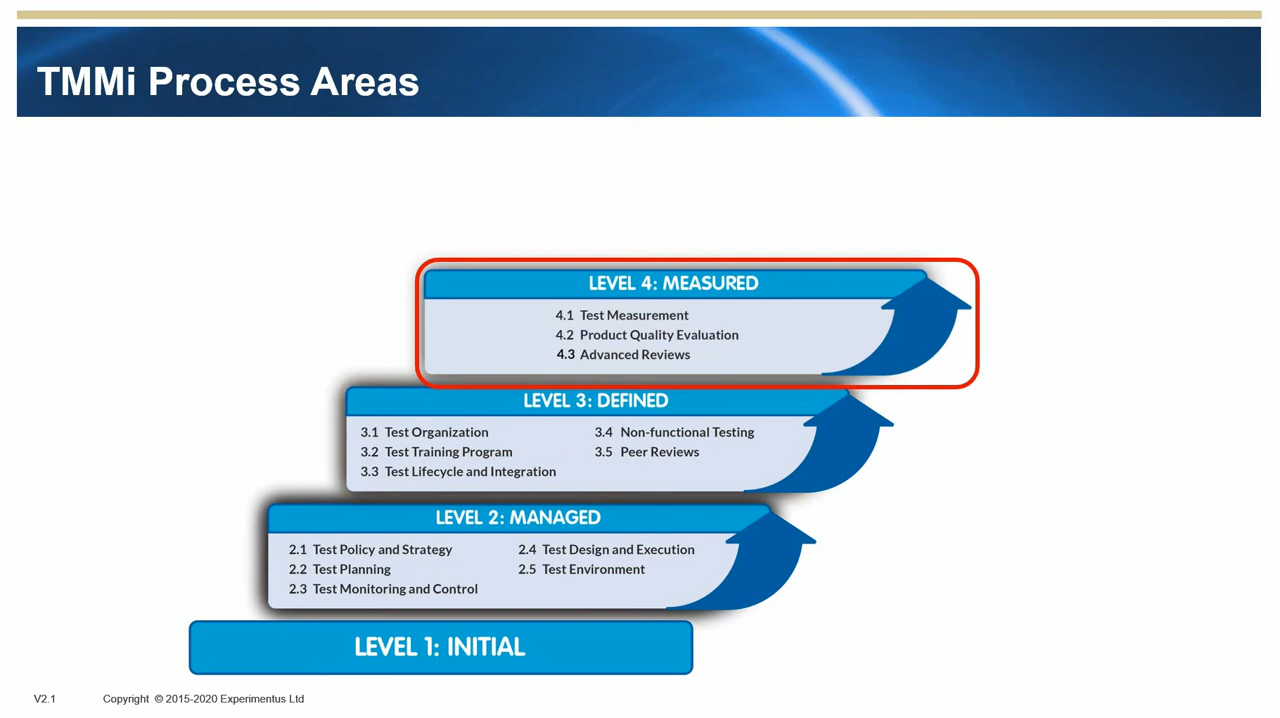 TMMi Process Areas
LEVEL 4: MEASURED
4.1 Test Measurement
4.2 Product Quality Evaluation
4.3 Advanced Reviews
LEVEL 3: DEFINED
3.1 Test Organization
3.2 Test Training Program
3.3 Test Lifecycle and Integration
3.4 Non-functional Testing
3.5 Peer Reviews
LEVEL 2: MANAGED
2.1 Test Policy and Strategy
2.2 Test Planning
2.3 Test Monitoring and Control
2.4 Test Design and Execution
2.5 Test Environment
LEVEL 1: INITIAL
V2.1 Copyright © 2015-2020 Experimentus Ltd